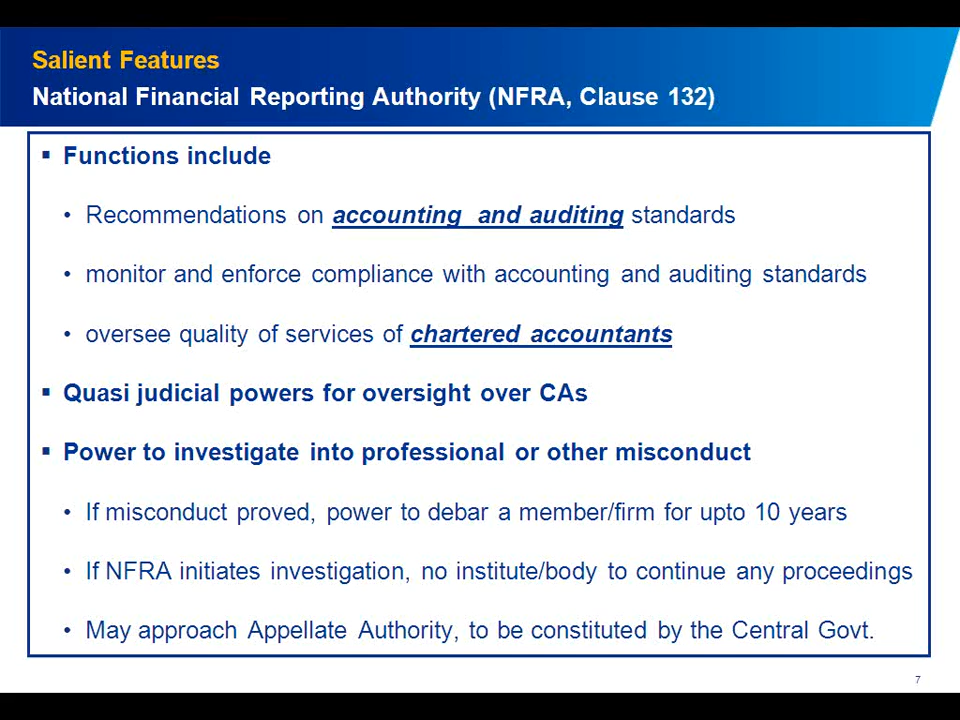 Salient Features
National Financial Reporting Authority (NFRA, Clause 132)
▪ Functions include
• Recommendations on accounting and auditing standards
• monitor and enforce compliance with accounting and auditing standards
• oversee quality of services of chartered accountants
▪ Quasi judicial powers for oversight over CAs
▪ Power to investigate into professional or other misconduct
• If misconduct proved, power to debar a member/firm for upto 10 years
• If NFRA initiates investigation, no institute/body to continue any proceedings
• May approach Appellate Authority, to be constituted by the Central Govt.
7